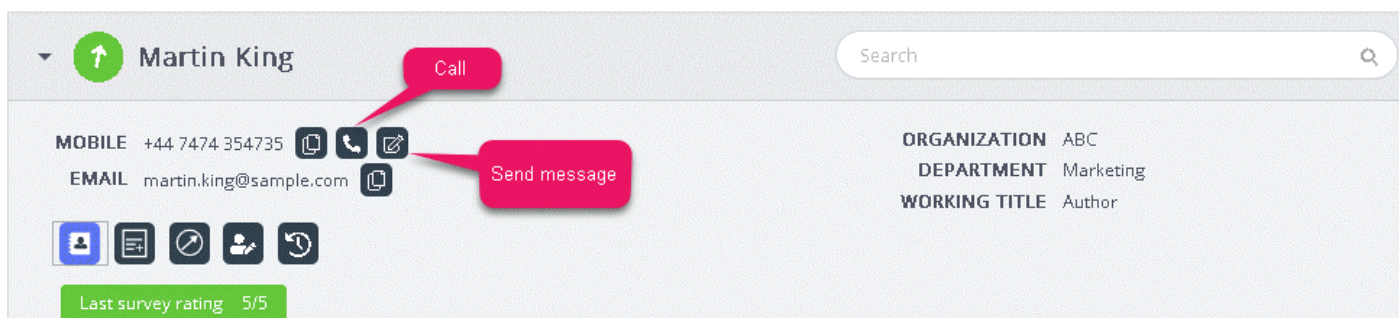 Martin King
Search
Call
MOBILE +44 7474 354735
EMAIL martin.king@sample.com
Send message
ORGANIZATION ABC
DEPARTMENT Marketing
WORKING TITLE Author
Last survey rating 5/5